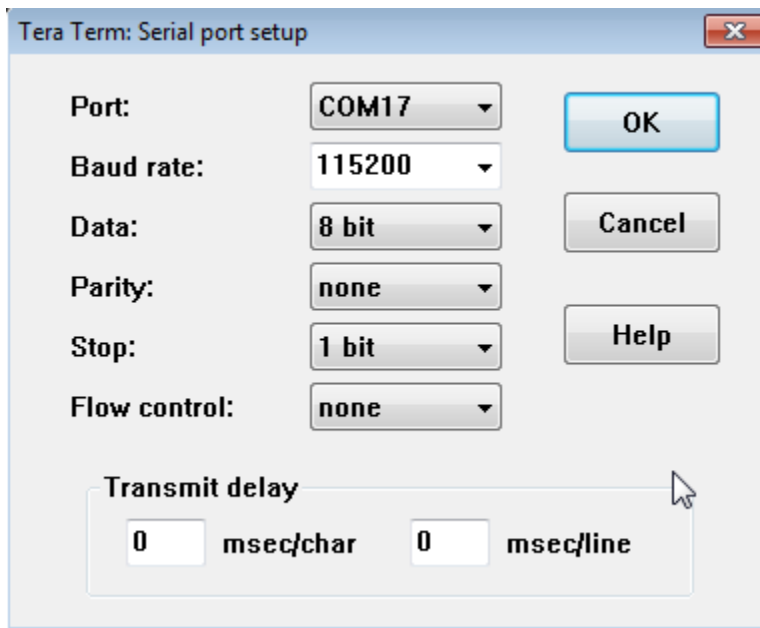 Tera Term: Serial port setup
Port: COM17 OK
Baud rate: 115200
Data: 8 bit Cancel
Parity: none
Stop: 1 bit Help
Flow control: none
Transmit delay
0 msec/char 0 msec/line